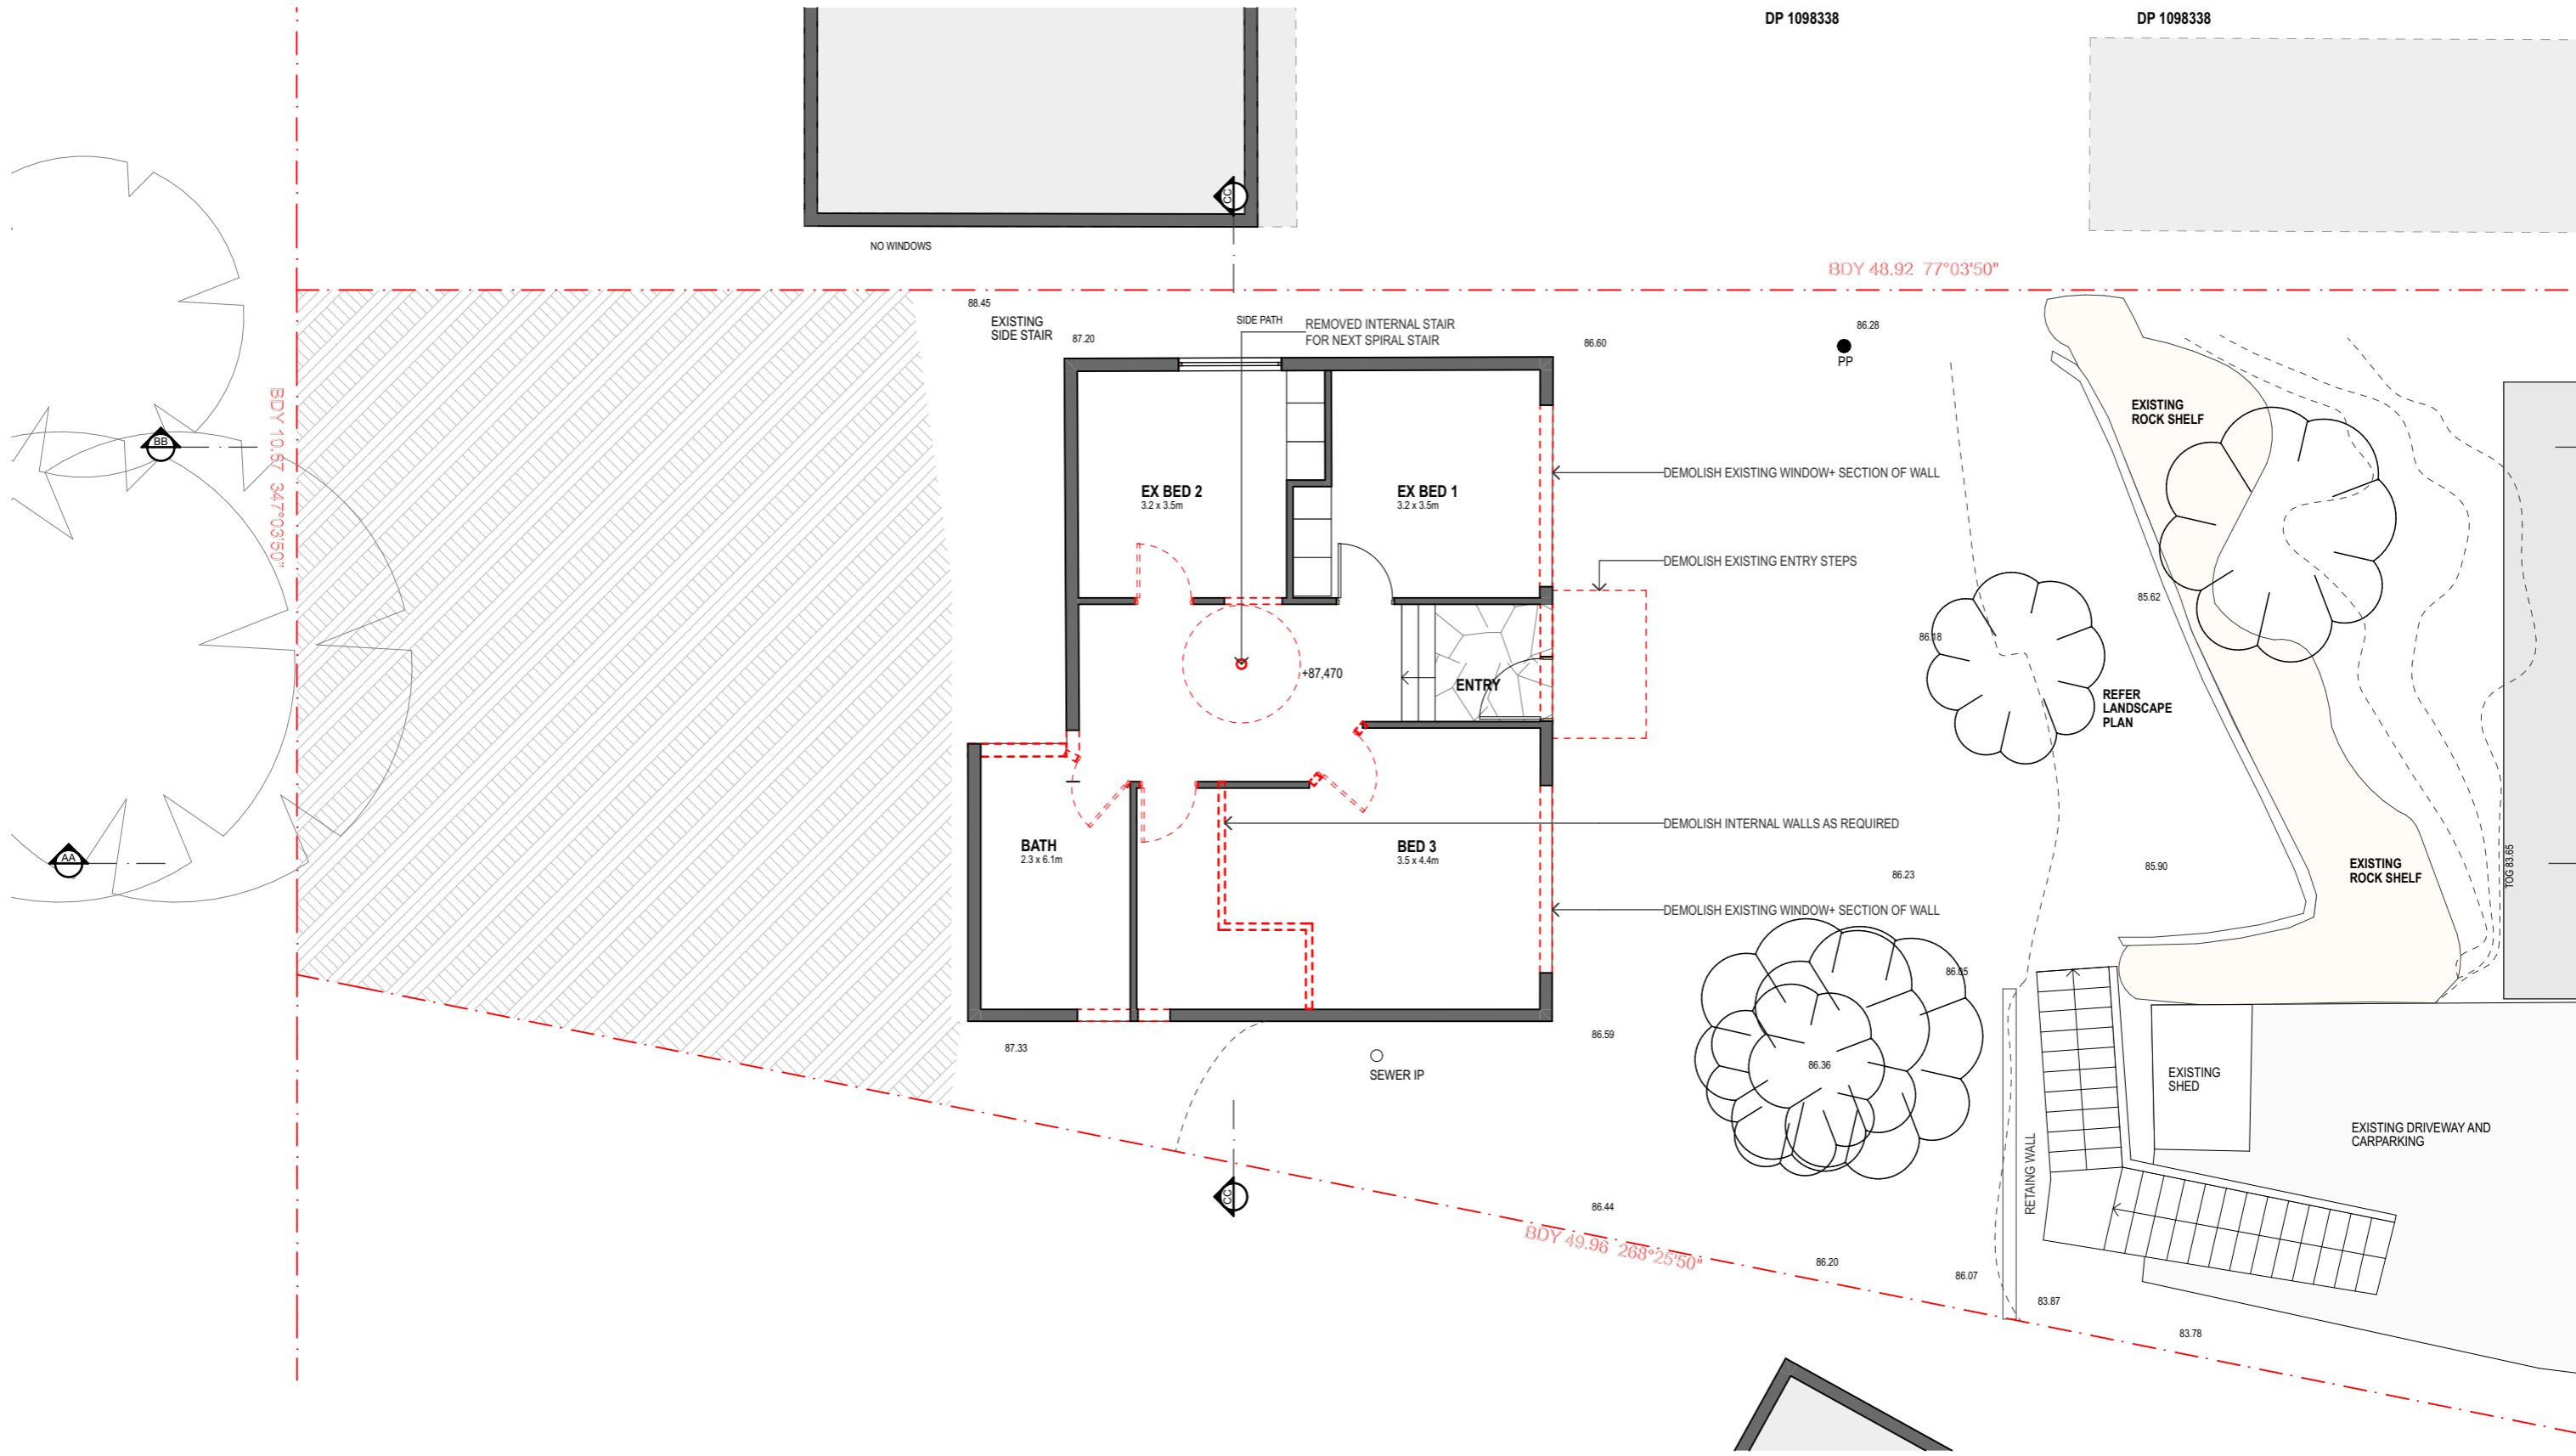 DP 1098338
DP 1098338
CC
NO WINDOWS
BDY 48.92 77°03'50"
88.45
EXISTING
SIDE STAIR
87.20
SIDE PATH
REMOVED INTERNAL STAIR
FOR NEXT SPIRAL STAIR
86.60
86.28
PP
BDY 10.67 347°03'50"
BB
EXISTING
ROCK SHELF
DEMOLISH EXISTING WINDOW+ SECTION OF WALL
EX BED 2
3.2 x 3.5m
EX BED 1
3.2 x 3.5m
DEMOLISH EXISTING ENTRY STEPS
85.62
86.18
+87,470
ENTRY
REFER
LANDSCAPE
PLAN
DEMOLISH INTERNAL WALLS AS REQUIRED
BATH
2.3 x 6.1m
BED 3
3.5 x 4.4m
AA
86.23
85.90
EXISTING
ROCK SHELF
TOG 83.65
DEMOLISH EXISTING WINDOW+ SECTION OF WALL
86.05
87.33
86.59
SEWER IP
86.36
EXISTING
SHED
EXISTING DRIVEWAY AND
CARPARKING
RETAING WALL
CC
86.44
BDY 49.96 268°25'50"
86.20
86.07
83.87
83.78